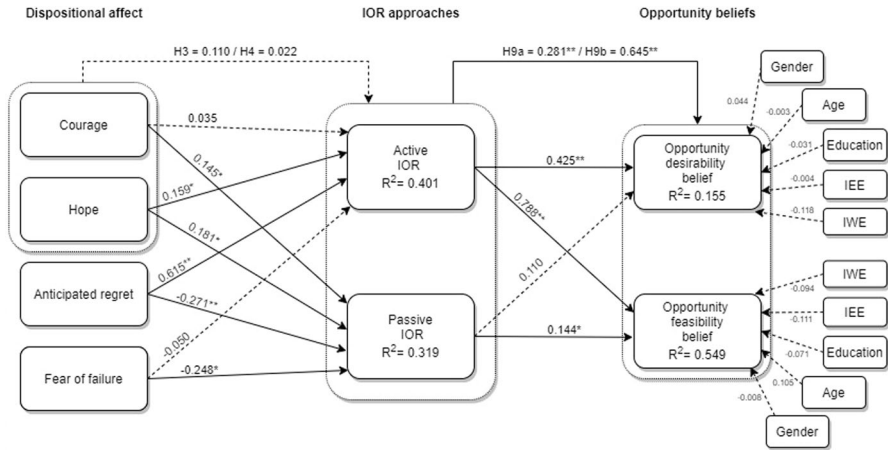 Dispositional affect
IOR approaches
Opportunity beliefs
H3 = 0.110 / H4 = 0.022
H9a = 0.281** / H9b = 0.645**
Courage
Hope
Anticipated regret
Fear of failure
0.035
0.145*
0.159*
0.181*
0.615**
-0.271**
-0.050
-0.248*
Active
IOR
R²= 0.401
Passive
IOR
R²= 0.319
0.425**
0.788**
0.110
0.144*
Opportunity
desirability
belief
R²= 0.155
Opportunity
feasibility
belief
R²= 0.549
Gender
0.044
Age
-0.003
Education
-0.031
IEE
-0.004
IWE
-0.118
IWE
-0.094
IEE
-0.111
Education
-0.071
Age
0.105
Gender
-0.008